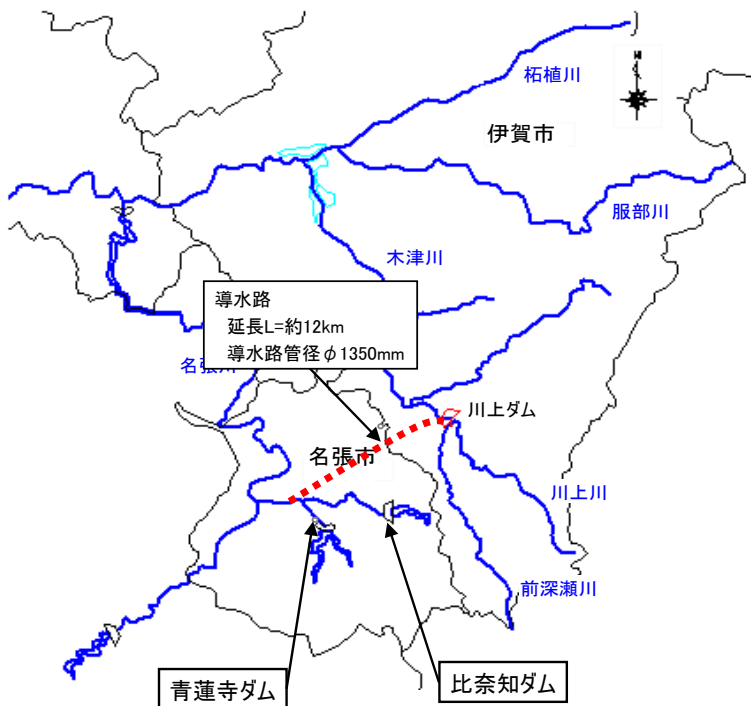 柘植川
N
伊賀市
服部川
木津川
導水路
延長L=約12km
導水路管径φ1350mm
名張川
川上ダム
名張市
川上川
前深瀬川
青蓮寺ダム
比奈知ダム